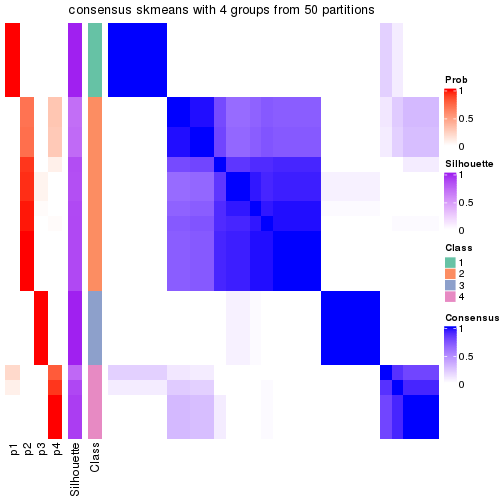 consensus skmeans with 4 groups from 50 partitions
Prob
1
0.5
0
Silhouette
1
0.5
0
Class
1
2
3
4
Consensus
1
0.5
0
p1
p2
p3
p4
Silhouette
Class